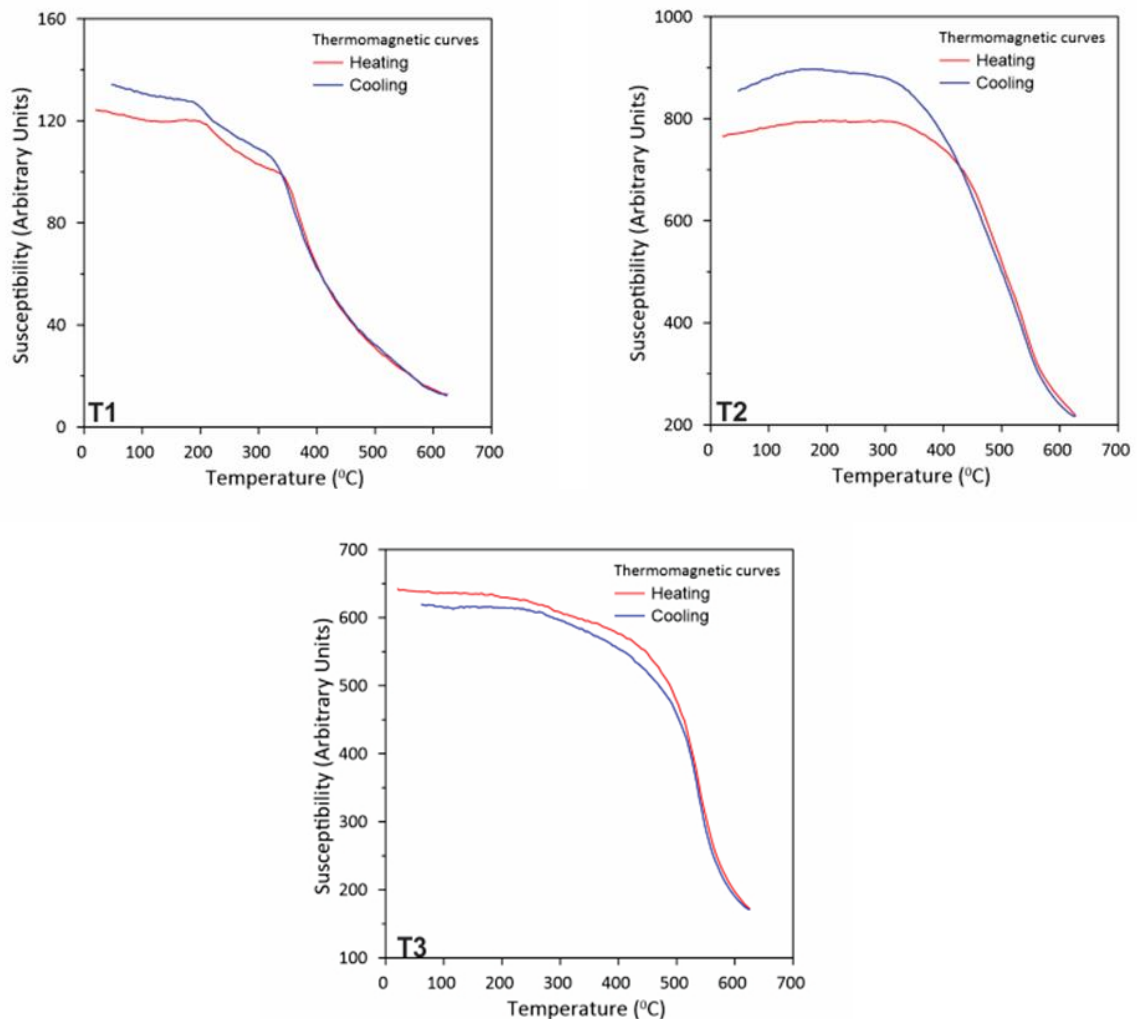 Thermomagnetic curves
Heating
Cooling
Susceptibility (Arbitrary Units)
160
120
80
40
0
T1
0 100 200 300 400 500 600 700
Temperature (⁰C)
Thermomagnetic curves
Heating
Cooling
Susceptibility (Arbitrary Units)
1000
800
600
400
200
T2
0 100 200 300 400 500 600 700
Temperature (⁰C)
Thermomagnetic curves
Heating
Cooling
Susceptibility (Arbitrary Units)
700
600
500
400
300
200
100
T3
0 100 200 300 400 500 600 700
Temperature (⁰C)